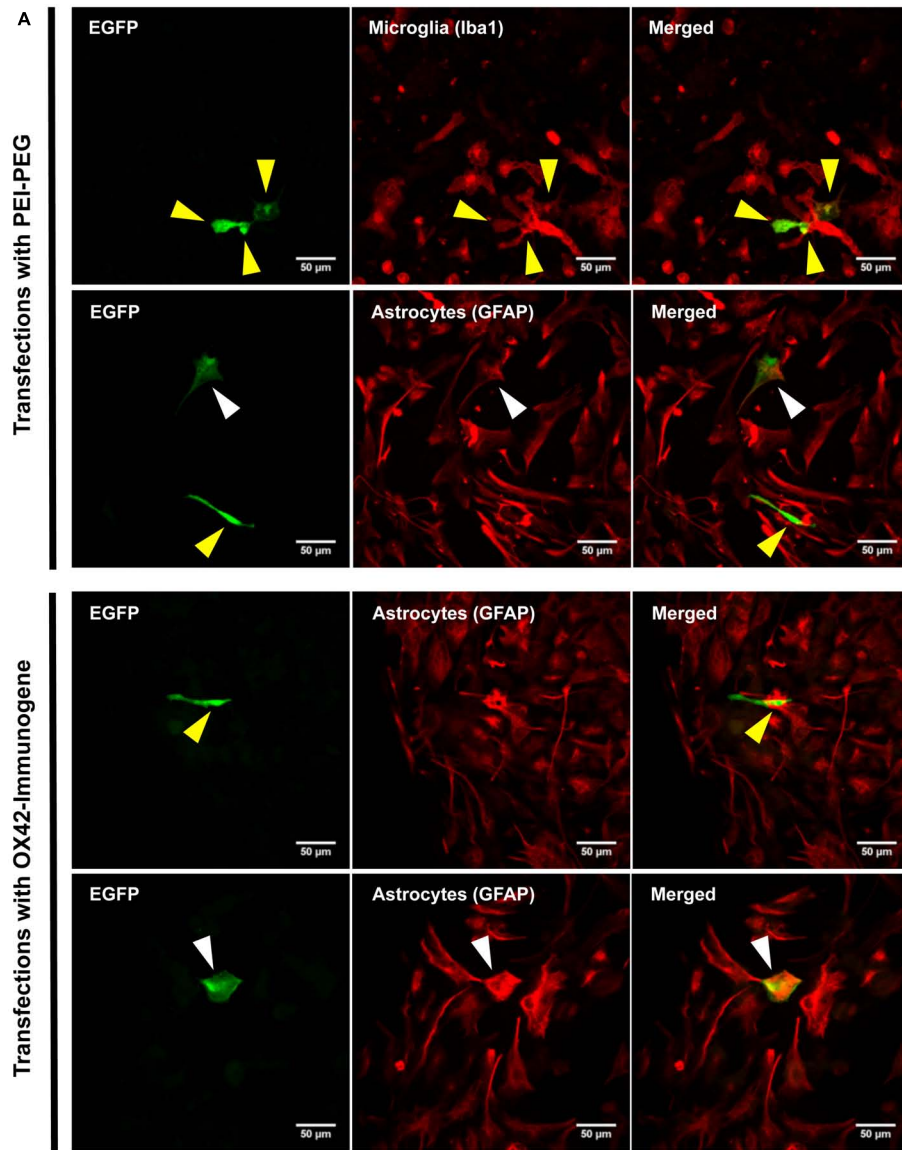 A
Transfections with PEI-PEG
EGFP
Microglia (Iba1)
Merged
50 µm
50 µm
50 µm
EGFP
Astrocytes (GFAP)
Merged
50 µm
50 µm
50 µm
Transfections with OX42-Immunogene
EGFP
Astrocytes (GFAP)
Merged
50 µm
50 µm
50 µm
EGFP
Astrocytes (GFAP)
Merged
50 µm
50 µm
50 µm